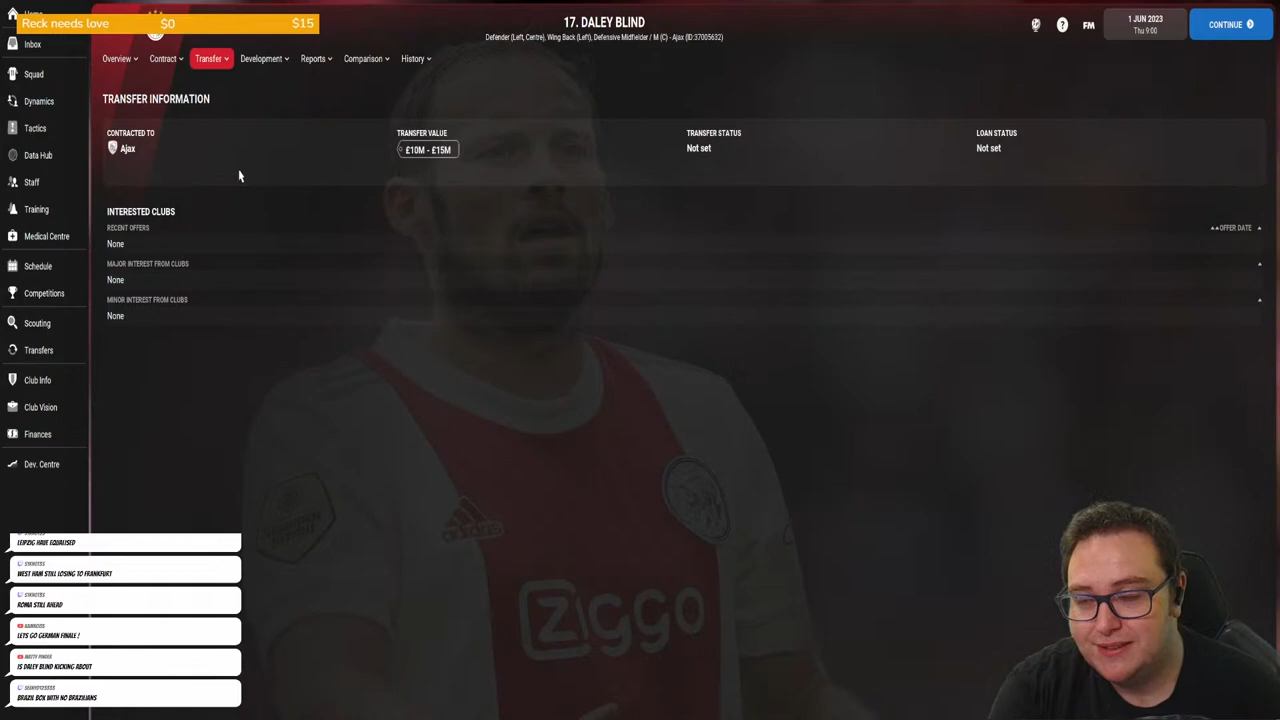 Home
Reck needs love $0 $15
17. DALEY BLIND
Defender (Left, Centre), Wing Back (Left), Defensive Midfielder / M (C) - Ajax (ID:37005632)
FM
1 JUN 2023
Thu 9:00
CONTINUE
Inbox
Squad
Dynamics
Tactics
Data Hub
Staff
Training
Medical Centre
Schedule
Competitions
Scouting
Transfers
Club Info
Club Vision
Finances
Dev. Centre
Overview
Contract
Transfer
Development
Reports
Comparison
History
TRANSFER INFORMATION
CONTRACTED TO
Ajax
TRANSFER VALUE
£10M - £15M
TRANSFER STATUS
Not set
LOAN STATUS
Not set
INTERESTED CLUBS
RECENT OFFERS
OFFER DATE
None
MAJOR INTEREST FROM CLUBS
None
MINOR INTEREST FROM CLUBS
None
Ziggo
LEIPZIG HAVE EQUALISED
WEST HAM STILL LOSING TO FRANKFURT
ROMA STILL AHEAD
LETS GO GERMAN FINALE !
IS DALEY BLIND KICKING ABOUT
BRAZIL BOX WITH NO BRAZILIANS